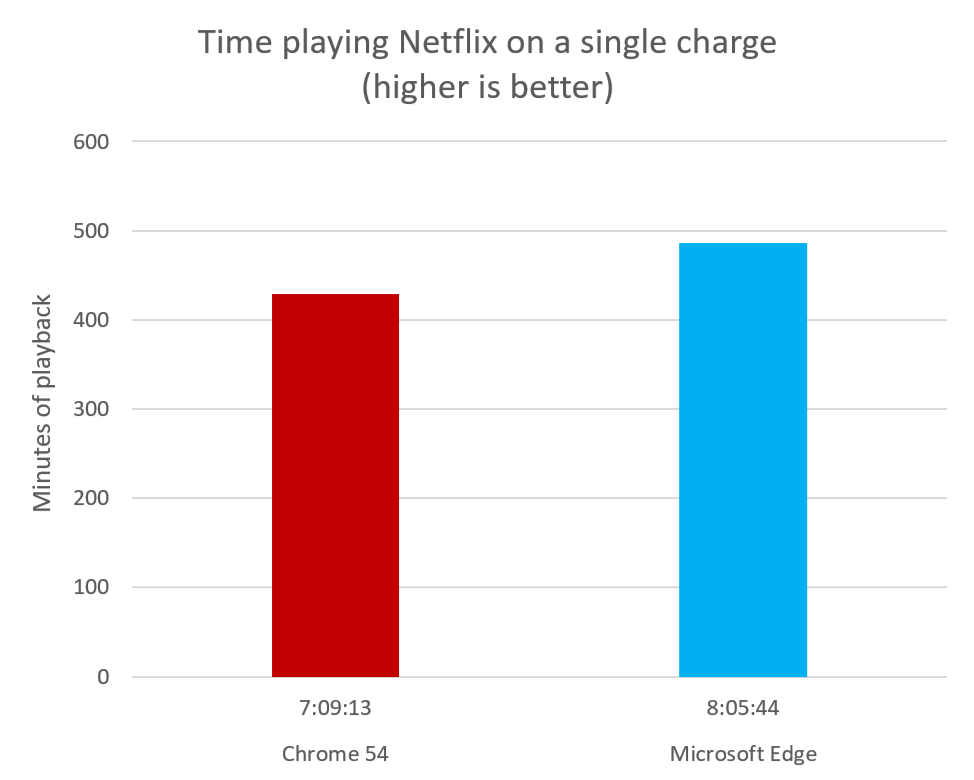 Time playing Netflix on a single charge
(higher is better)
Minutes of playback
600
500
400
300
200
100
0
7:09:13
8:05:44
Chrome 54
Microsoft Edge